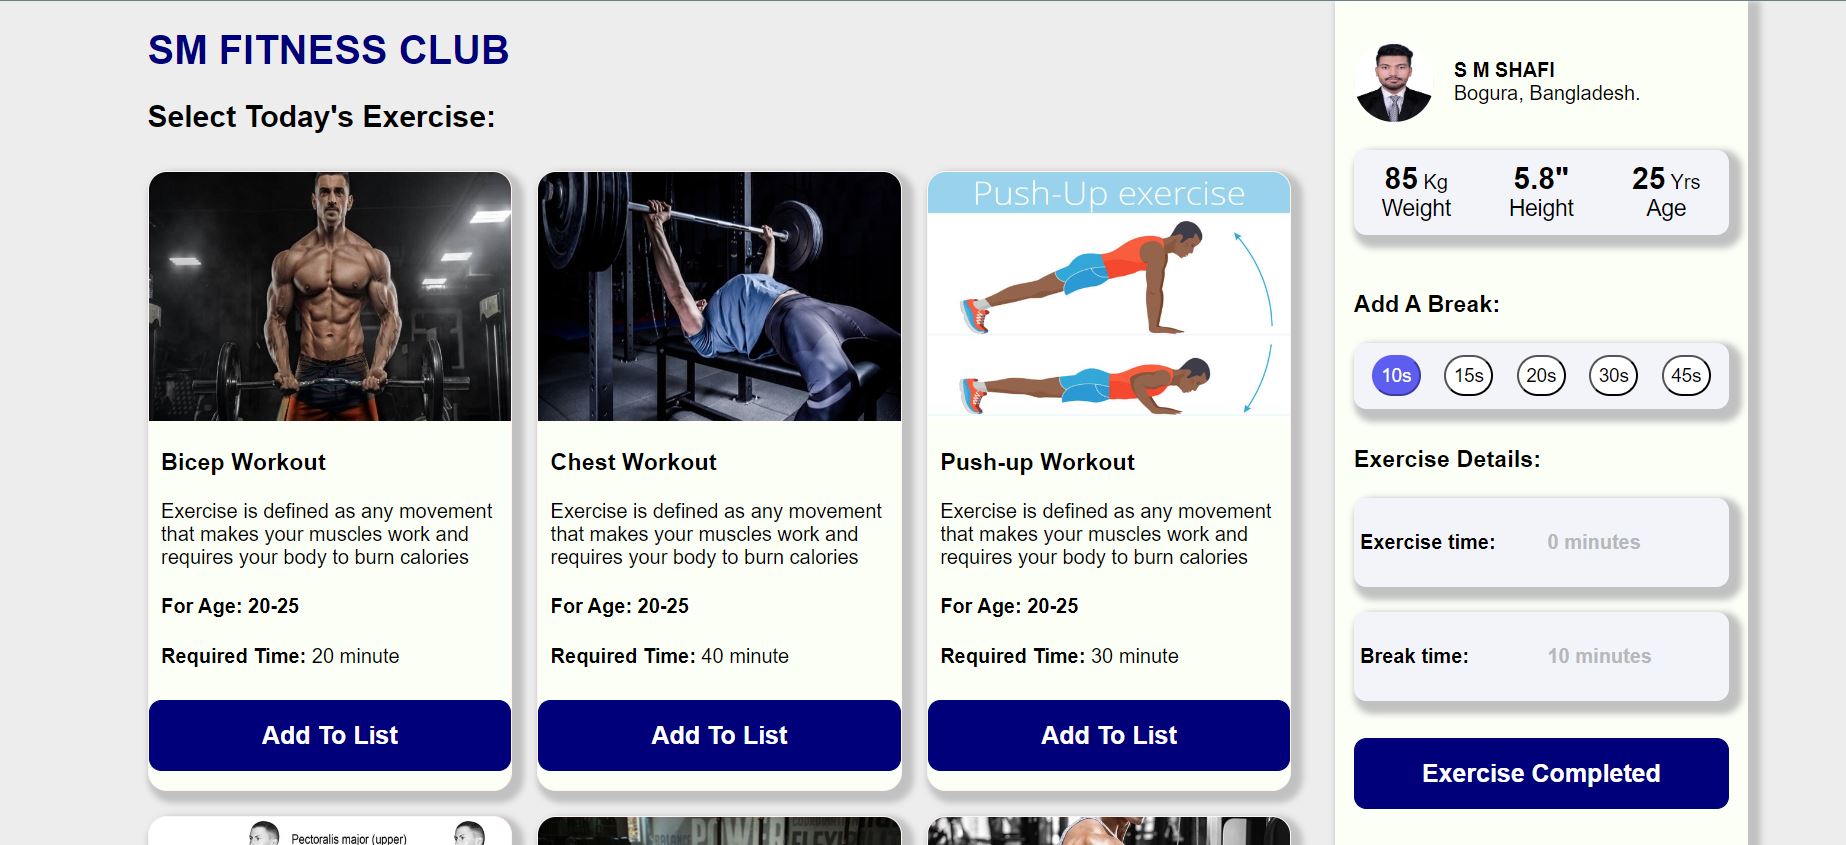 SM FITNESS CLUB
Select Today's Exercise:
Push-Up exercise
Bicep Workout
Exercise is defined as any movement
that makes your muscles work and
requires your body to burn calories
For Age: 20-25
Required Time: 20 minute
Add To List
Chest Workout
Exercise is defined as any movement
that makes your muscles work and
requires your body to burn calories
For Age: 20-25
Required Time: 40 minute
Add To List
Push-up Workout
Exercise is defined as any movement
that makes your muscles work and
requires your body to burn calories
For Age: 20-25
Required Time: 30 minute
Add To List
Pectoralis major (upper)
POWER
S M SHAFI
Bogura, Bangladesh.
85 Kg
Weight
5.8"
Height
25 Yrs
Age
Add A Break:
10s
15s
20s
30s
45s
Exercise Details:
Exercise time: 0 minutes
Break time: 10 minutes
Exercise Completed